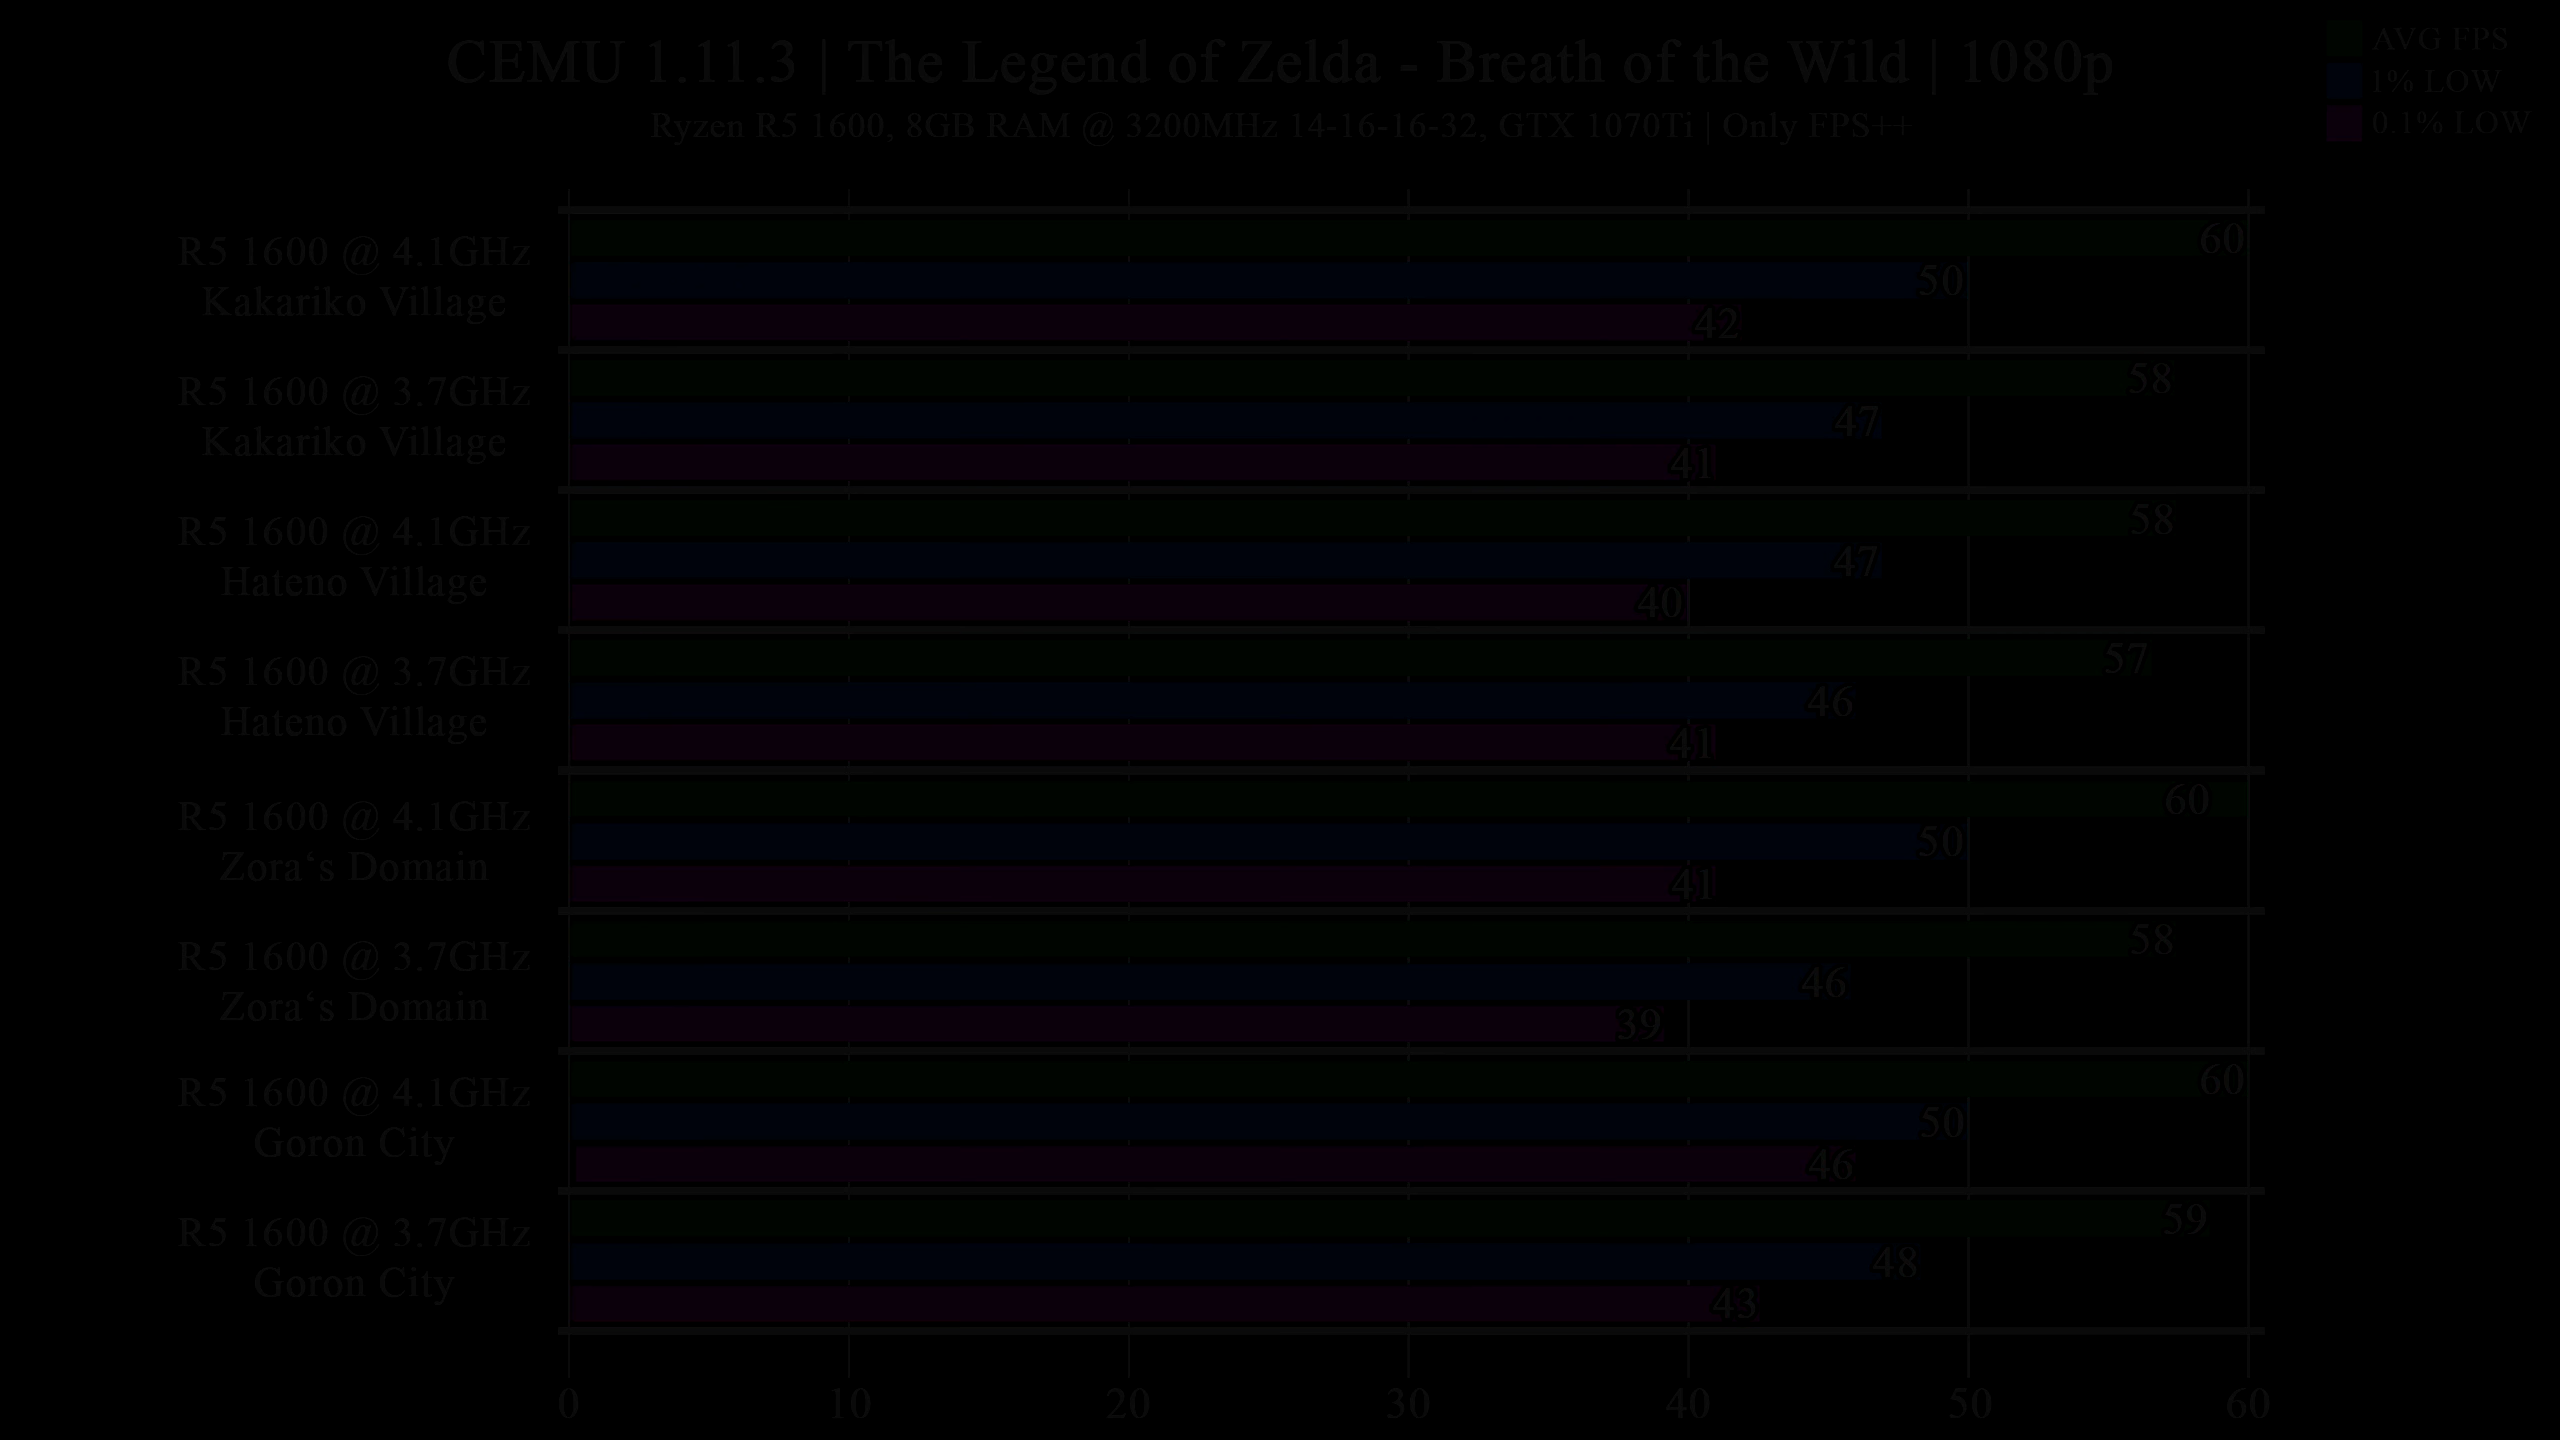 CEMU 1.11.3 | The Legend of Zelda - Breath of the Wild | 1080p
Ryzen R5 1600, 8GB RAM @ 3200MHz 14-16-16-32, GTX 1070Ti | Only FPS++
AVG FPS
1% LOW
0.1% LOW
R5 1600 @ 4.1GHz
Kakariko Village
60
50
42
R5 1600 @ 3.7GHz
Kakariko Village
58
47
41
R5 1600 @ 4.1GHz
Hateno Village
58
47
40
R5 1600 @ 3.7GHz
Hateno Village
57
46
41
R5 1600 @ 4.1GHz
Zora‘s Domain
60
50
41
R5 1600 @ 3.7GHz
Zora‘s Domain
58
46
39
R5 1600 @ 4.1GHz
Goron City
60
50
46
R5 1600 @ 3.7GHz
Goron City
59
48
43
0 10 20 30 40 50 60